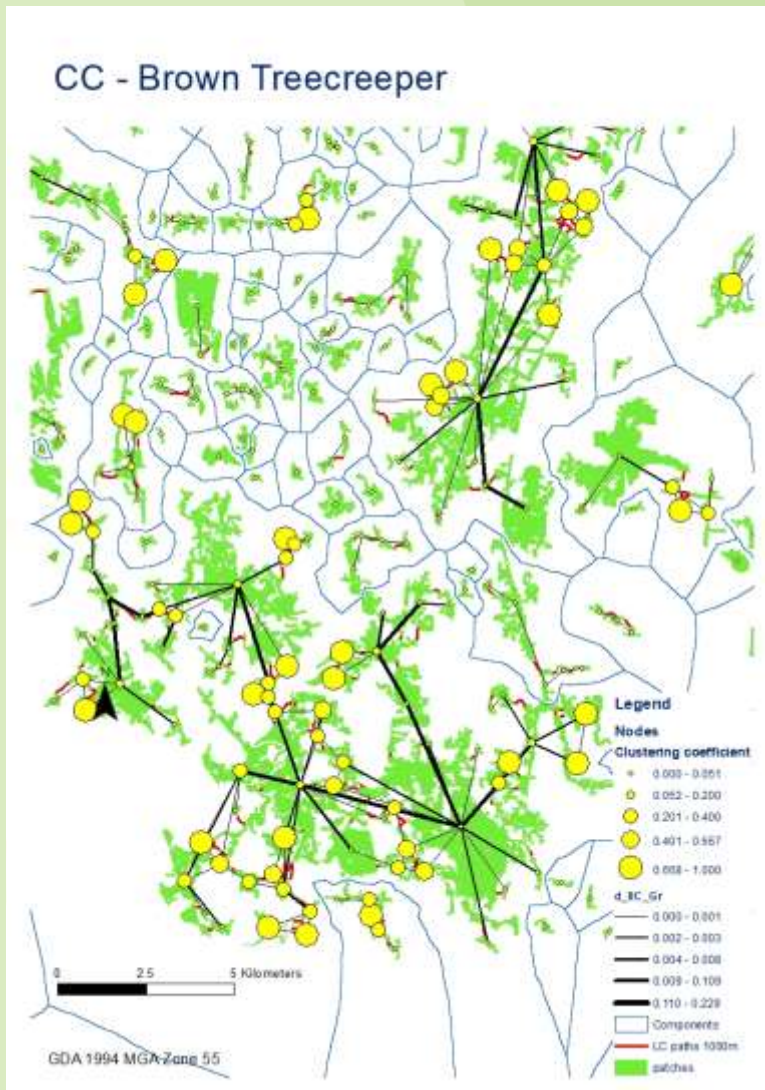 CC - Brown Treecreeper
Legend
Nodes
Clustering coefficient
0.000 - 0.051
0.052 - 0.200
0.201 - 0.400
0.401 - 0.667
0.668 - 1.000
d_BC_Gr
0.000 - 0.001
0.002 - 0.003
0.004 - 0.008
0.009 - 0.109
0.110 - 0.229
Components
LC paths 1000m
patches
0 2.5 5 Kilometers
GDA 1994 MGA Zone 55